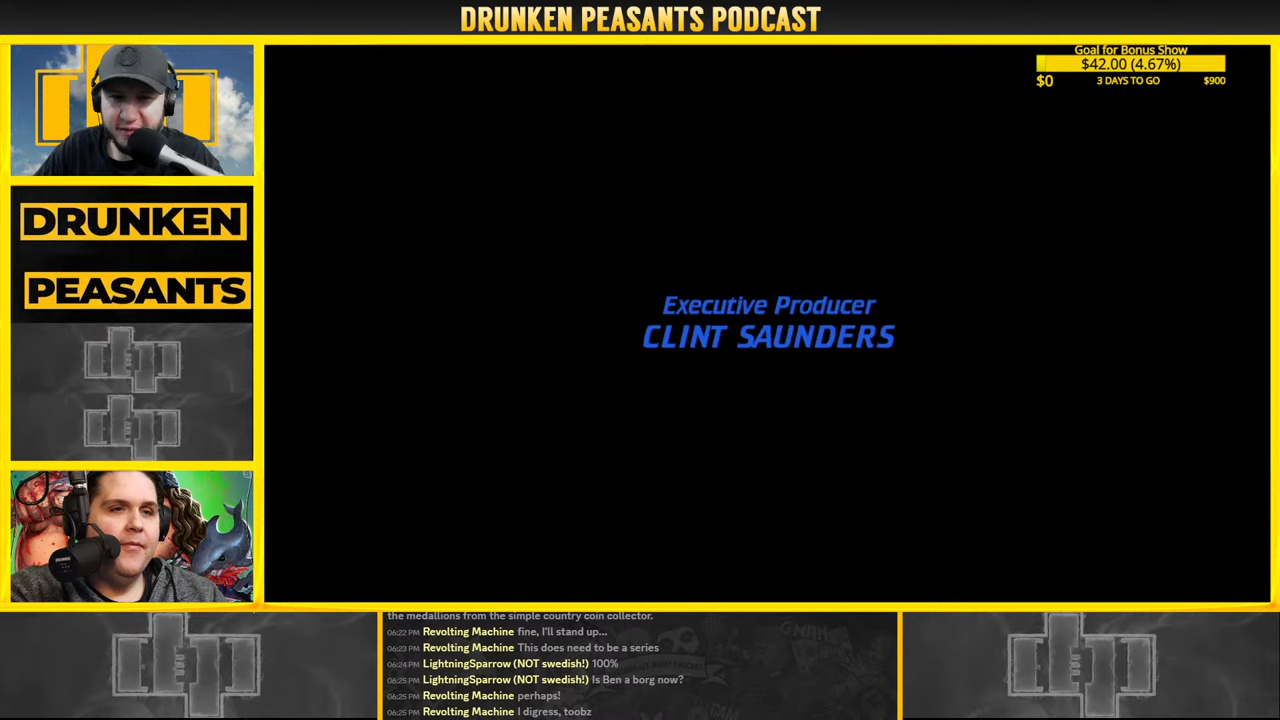 DRUNKEN PEASANTS PODCAST
Goal for Bonus Show
$42.00 (4.67%)
$0 3 DAYS TO GO $900
DRUNKEN
PEASANTS
Executive Producer
CLINT SAUNDERS
the medallions from the simple country coin collector.
06:22 PM Revolting Machine fine, I'll stand up...
06:23 PM Revolting Machine This does need to be a series
06:24 PM LightningSparrow (NOT swedish!) 100%
06:25 PM LightningSparrow (NOT swedish!) Is Ben a borg now?
06:25 PM Revolting Machine perhaps!
06:25 PM Revolting Machine I digress, toobz